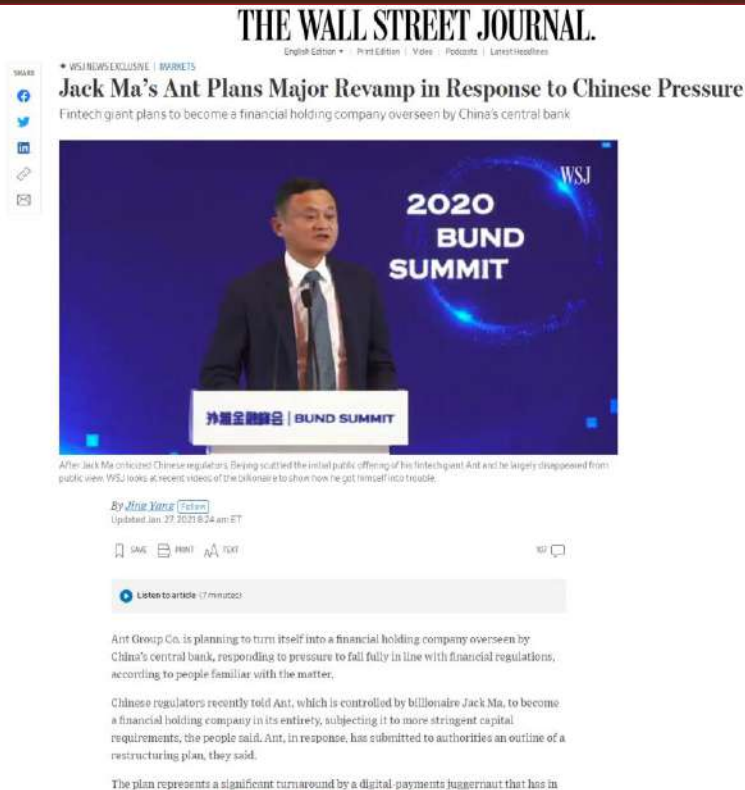 THE WALL STREET JOURNAL.
English Edition | Print Edition | Video | Podcasts | Latest Headlines
SHARE
WSJ NEWS EXCLUSIVE | MARKETS
Jack Ma's Ant Plans Major Revamp in Response to Chinese Pressure
Fintech giant plans to become a financial holding company overseen by China's central bank
WSJ
2020
BUND
SUMMIT
外滩金融峰会 | BUND SUMMIT
After Jack Ma criticized Chinese regulators, Beijing scuttled the initial public offering of his fintech giant Ant and he largely disappeared from
public view. WSJ looks at recent videos of the billionaire to show how he got himself into trouble.
By Jing Yang Follow
Updated Jan. 27, 2021 8:24 am ET
SAVE PRINT AA TEXT
Listen to article (7 minutes)
Ant Group Co. is planning to turn itself into a financial holding company overseen by
China's central bank, responding to pressure to fall fully in line with financial regulations,
according to people familiar with the matter.
Chinese regulators recently told Ant, which is controlled by billionaire Jack Ma, to become
a financial holding company in its entirety, subjecting it to more stringent capital
requirements, the people said. Ant, in response, has submitted to authorities an outline of a
restructuring plan, they said.
The plan represents a significant turnaround by a digital-payments juggernaut that has in